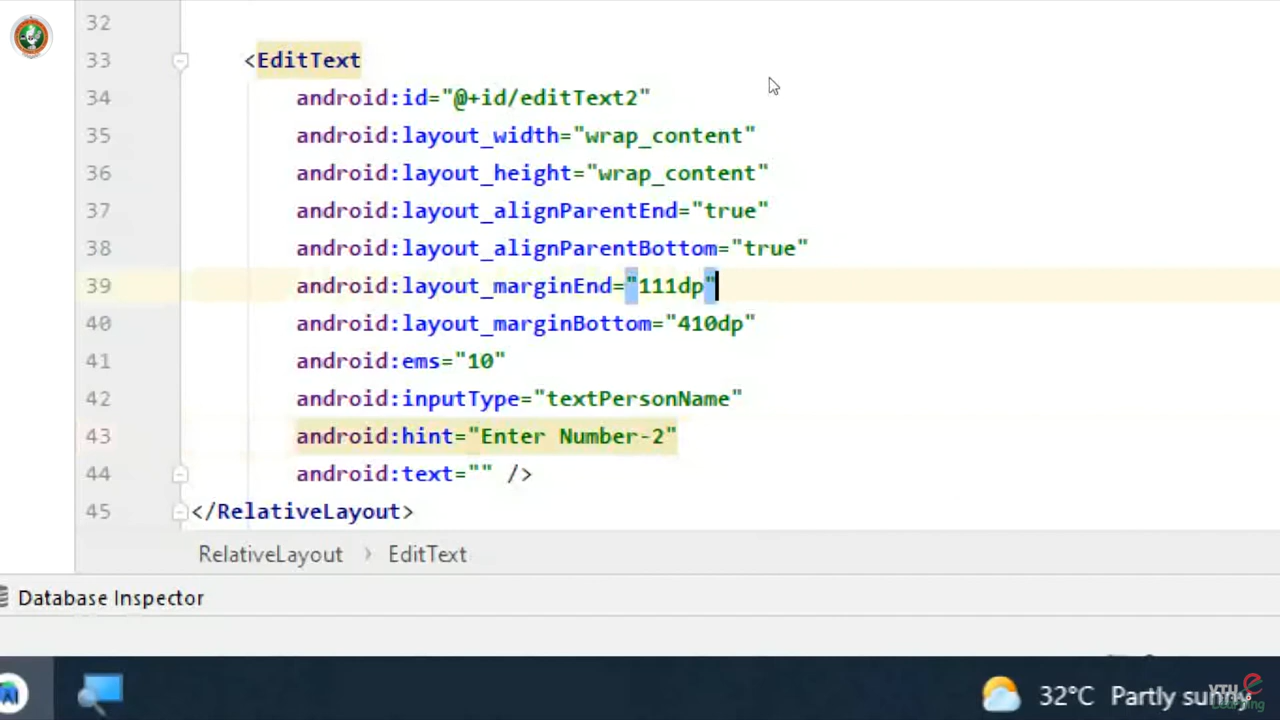 32
33 <EditText
34 android:id="@+id/editText2"
35 android:layout_width="wrap_content"
36 android:layout_height="wrap_content"
37 android:layout_alignParentEnd="true"
38 android:layout_alignParentBottom="true"
39 android:layout_marginEnd="111dp"
40 android:layout_marginBottom="410dp"
41 android:ems="10"
42 android:inputType="textPersonName"
43 android:hint="Enter Number-2"
44 android:text="" />
45 </RelativeLayout>
RelativeLayout > EditText
Database Inspector
32°C Partly sunny
Learning